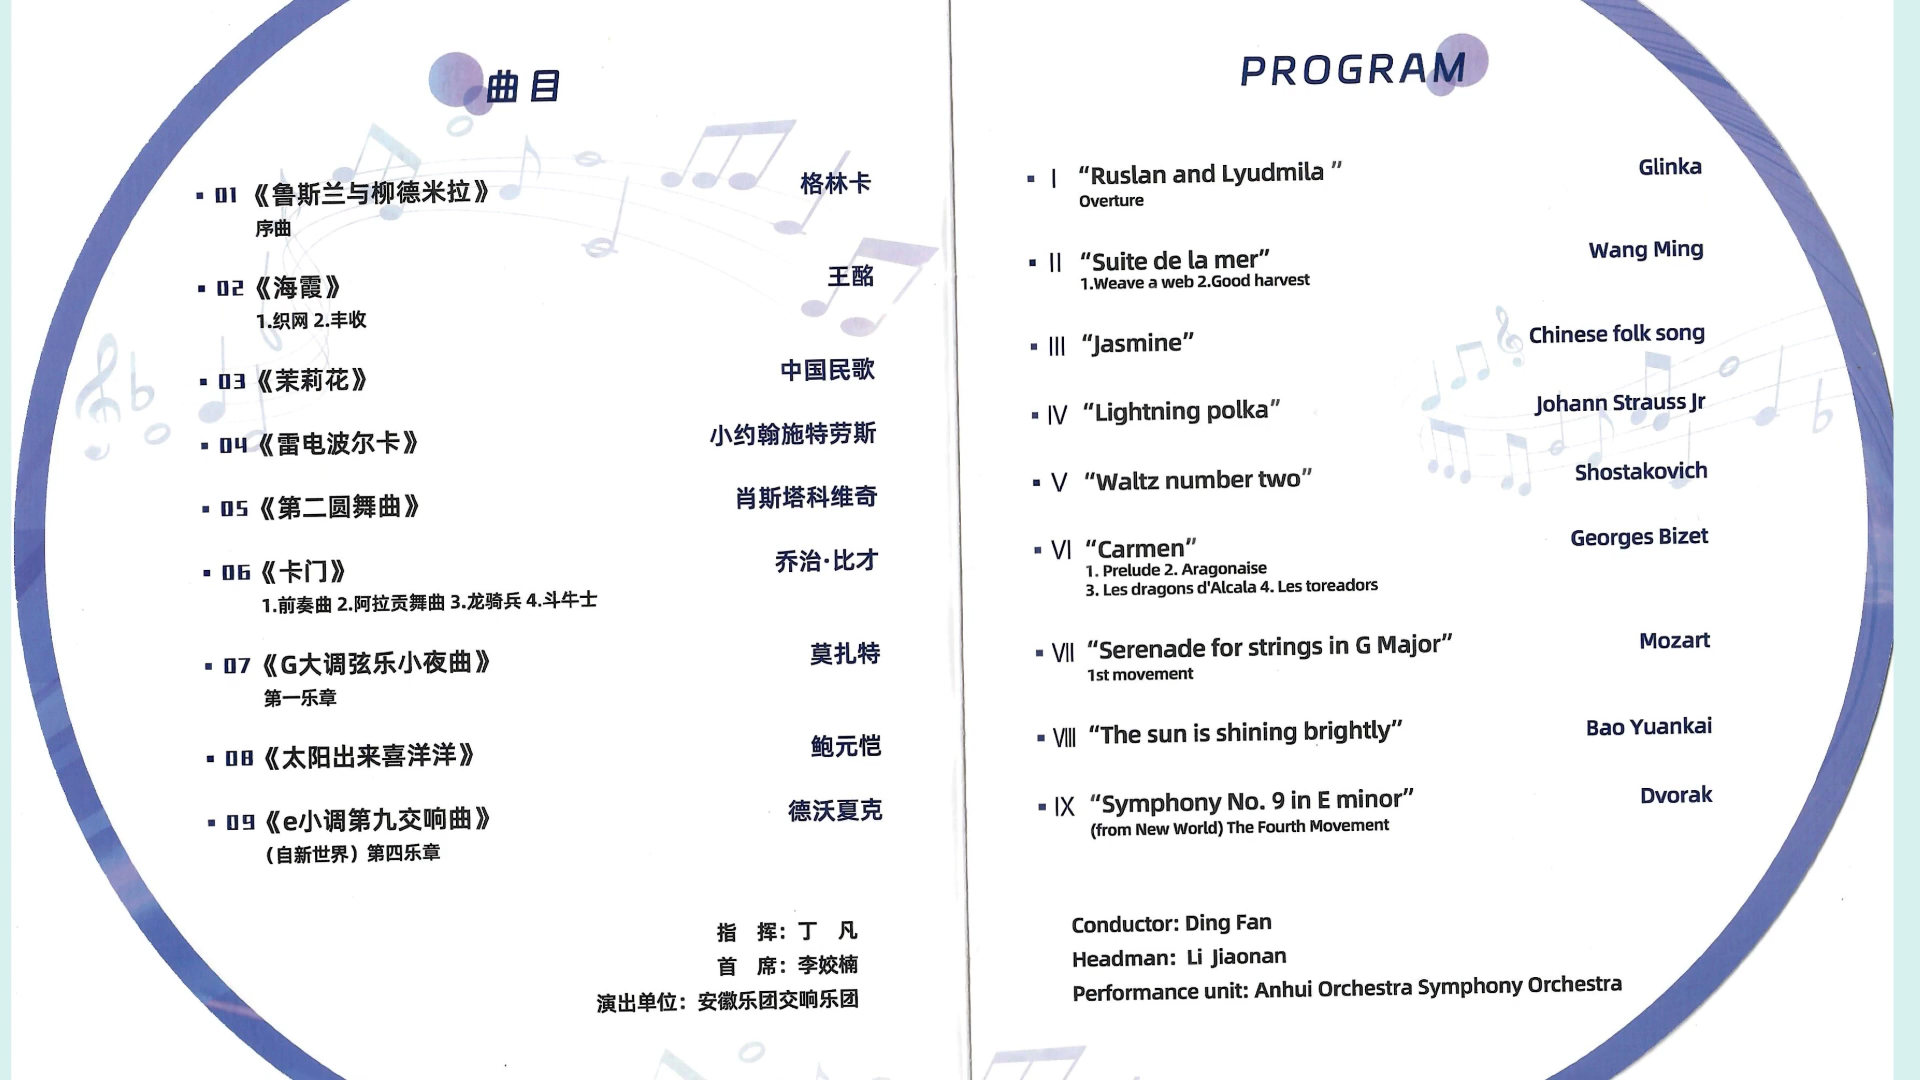 曲目
01 《鲁斯兰与柳德米拉》 格林卡
序曲
02 《海霞》 王酩
1.织网 2.丰收
03 《茉莉花》 中国民歌
04 《雷电波尔卡》 小约翰施特劳斯
05 《第二圆舞曲》 肖斯塔科维奇
06 《卡门》 乔治·比才
1.前奏曲 2.阿拉贡舞曲 3.龙骑兵 4.斗牛士
07 《G大调弦乐小夜曲》 莫扎特
第一乐章
08 《太阳出来喜洋洋》 鲍元恺
09 《e小调第九交响曲》 德沃夏克
（自新世界）第四乐章
指 挥：丁 凡
首 席：李姣楠
演出单位：安徽乐团交响乐团
PROGRAM
I “Ruslan and Lyudmila ” Glinka
Overture
II “Suite de la mer” Wang Ming
1.Weave a web 2.Good harvest
III “Jasmine” Chinese folk song
IV “Lightning polka” Johann Strauss Jr
V “Waltz number two” Shostakovich
VI “Carmen” Georges Bizet
1. Prelude 2. Aragonaise
3. Les dragons d'Alcala 4. Les toreadors
VII “Serenade for strings in G Major” Mozart
1st movement
VIII “The sun is shining brightly” Bao Yuankai
IX “Symphony No. 9 in E minor” Dvorak
(from New World) The Fourth Movement
Conductor: Ding Fan
Headman: Li Jiaonan
Performance unit: Anhui Orchestra Symphony Orchestra